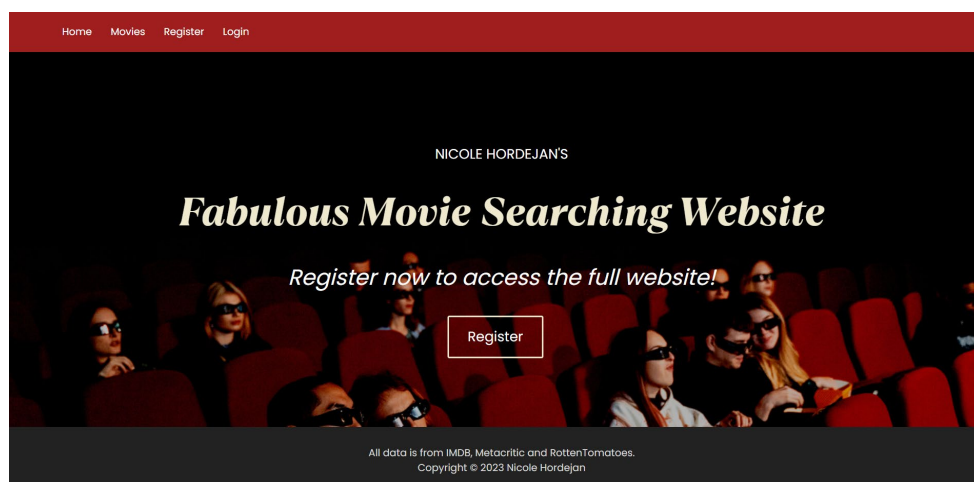 Home Movies Register Login
NICOLE HORDEJAN'S
Fabulous Movie Searching Website
Register now to access the full website!
Register
All data is from IMDB, Metacritic and RottenTomatoes.
Copyright © 2023 Nicole Hordejan